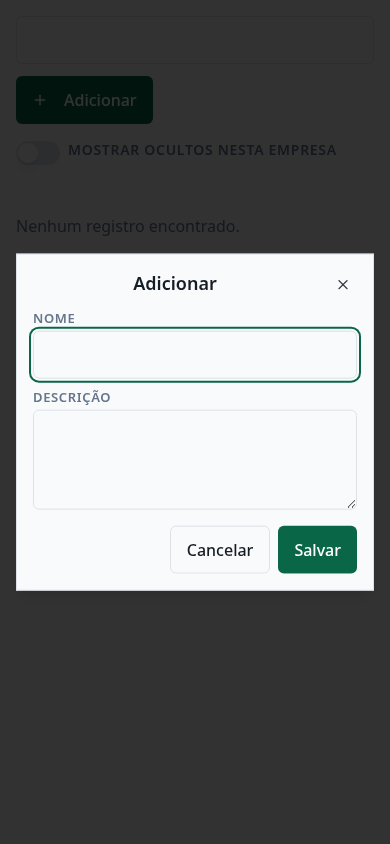 Adicionar
MOSTRAR OCULTOS NESTA EMPRESA
Nenhum registro encontrado.
Adicionar
NOME
DESCRIÇÃO
Cancelar
Salvar